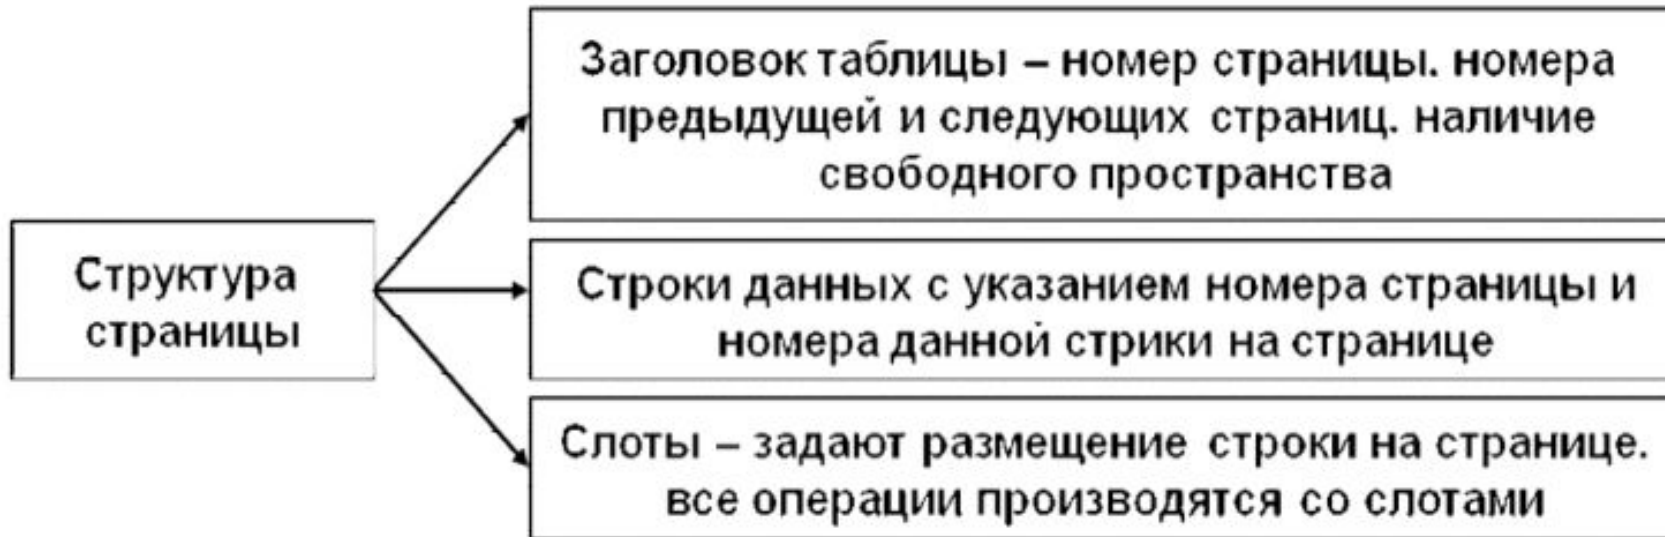 Структура
страницы
Заголовок таблицы – номер страницы. номера
предыдущей и следующих страниц. наличие
свободного пространства
Строки данных с указанием номера страницы и
номера данной стрики на странице
Слоты – задают размещение строки на странице.
все операции производятся со слотами